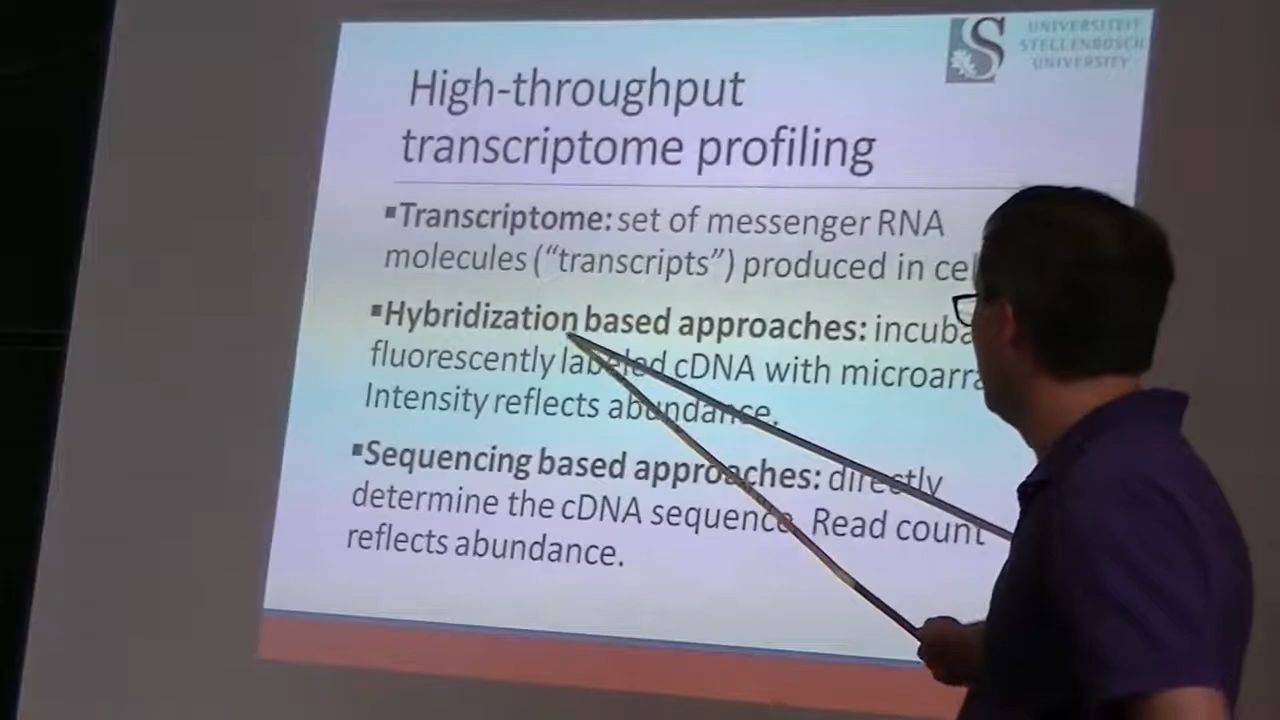 UNIVERSITEIT
STELLENBOSCH
UNIVERSITY
High-throughput
transcriptome profiling
▪Transcriptome: set of messenger RNA
molecules (“transcripts”) produced in cel
▪Hybridization based approaches: incuba
fluorescently labeled cDNA with microarra
Intensity reflects abundance.
▪Sequencing based approaches: directly
determine the cDNA sequence. Read count
reflects abundance.